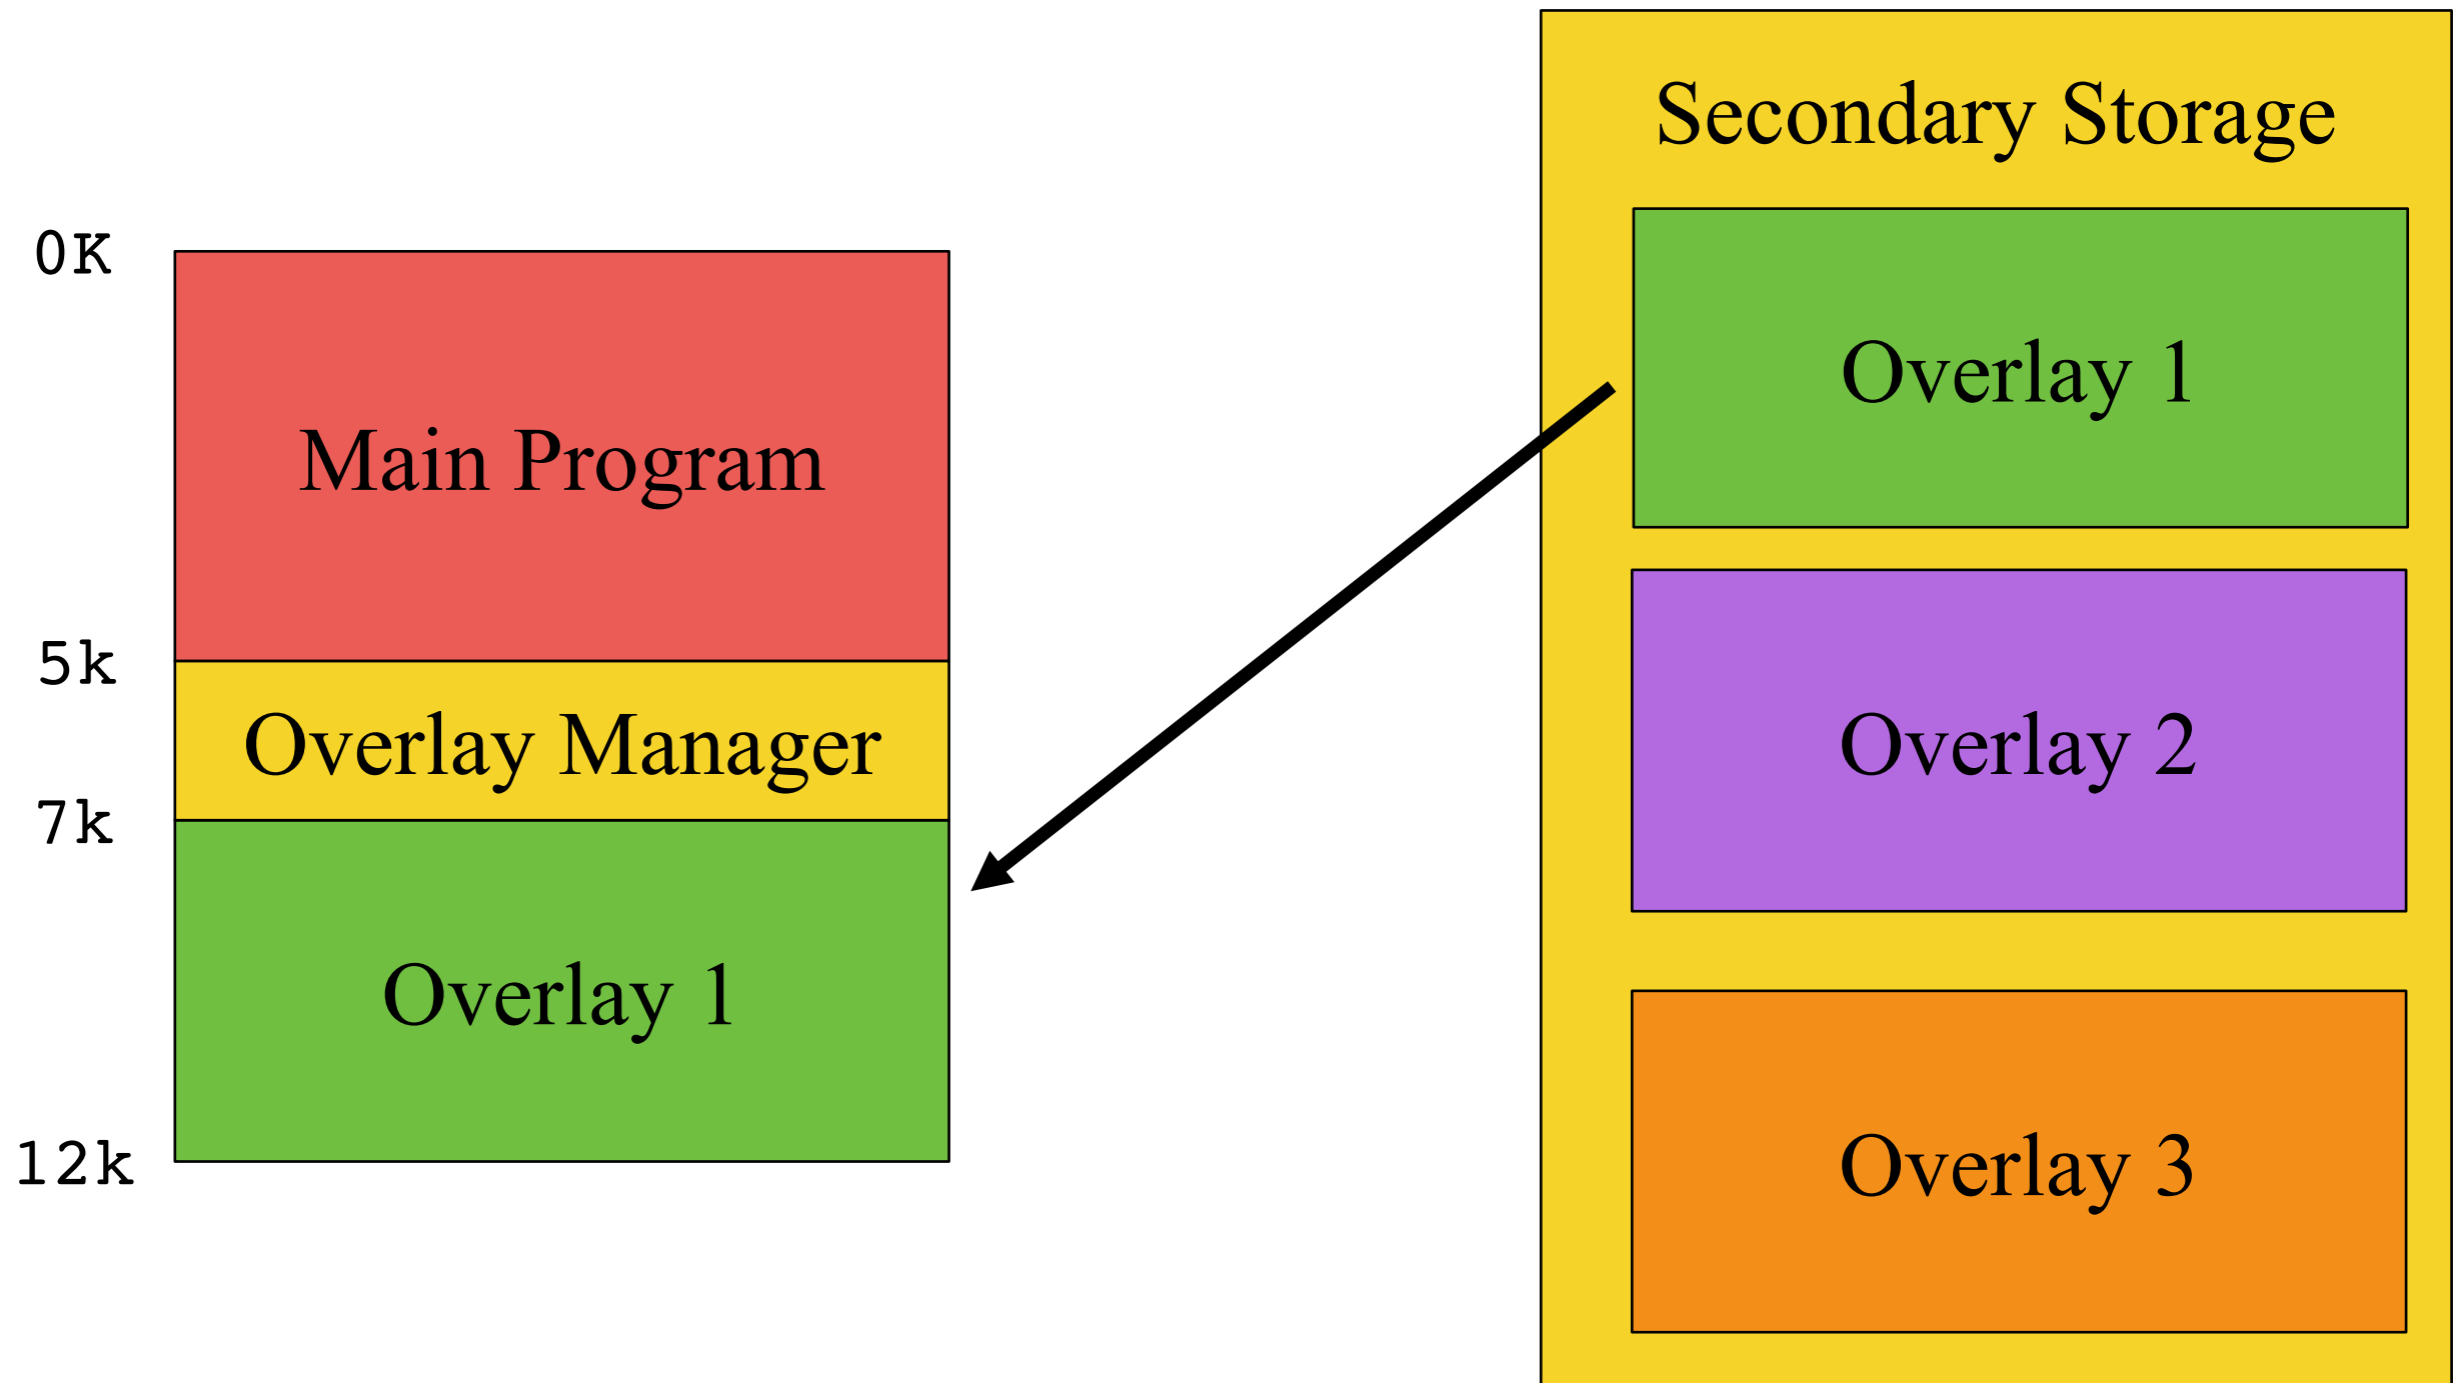 0K
Main Program
5k
Overlay Manager
7k
Overlay 1
12k
Secondary Storage
Overlay 1
Overlay 2
Overlay 3